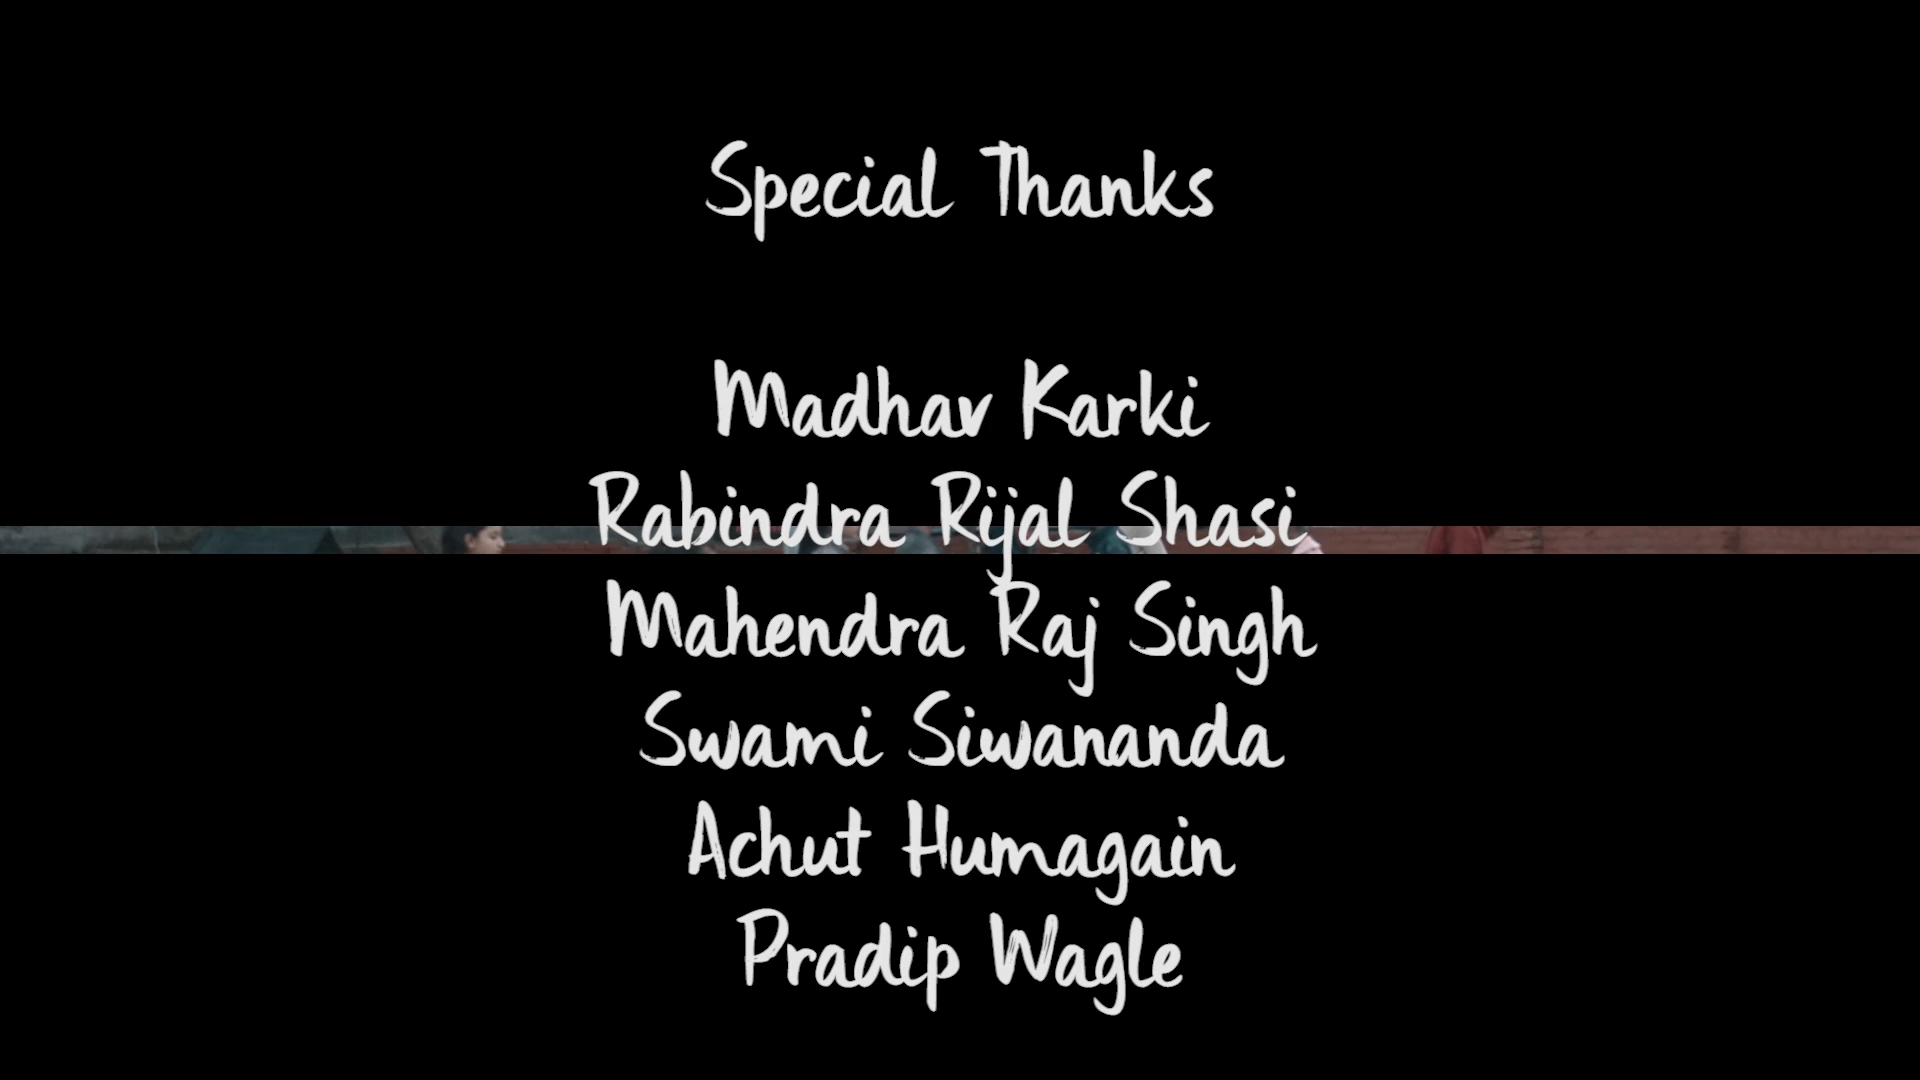 Special Thanks
Madhav Karki
Rabindra Rijal Shasi
Mahendra Raj Singh
Swami Siwananda
Achut Humagain
Pradip Wagle